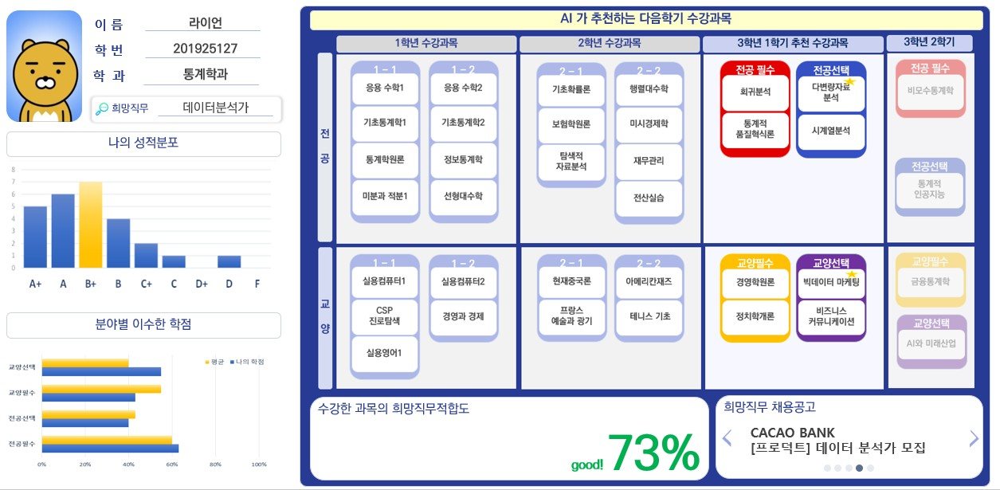 이 름 라이언
학 번 201925127
학 과 통계학과
희망직무 데이터분석가
나의 성적분포
8
7
6
5
4
3
2
1
0
A+ A B+ B C+ C D+ D F
분야별 이수한 학점
평균 나의 학점
교양선택
교양필수
전공선택
전공필수
0% 20% 40% 60% 80% 100%
AI 가 추천하는 다음학기 수강과목
1학년 수강과목
2학년 수강과목
3학년 1학기 추천 수강과목
3학년 2학기
전
공
1 – 1
응용 수학1
기초통계학1
통계학원론
미분과 적분1
1 – 2
응용 수학2
기초통계학2
정보통계학
선형대수학
2 – 1
기초확률론
보험학원론
탐색적
자료분석
2 – 2
행렬대수학
미시경제학
재무관리
전산실습
전공 필수
회귀분석
통계적
품질혁식론
전공선택
다변량자료
분석
시계열분석
전공 필수
비모수통계학
전공선택
통계적
인공지능
교
양
1 – 1
실용컴퓨터1
CSP
진로탐색
실용영어1
1 – 2
실용컴퓨터2
경영과 경제
2 – 1
현재중국론
프랑스
예술과 광기
2 – 2
아메리칸재즈
테니스 기초
교양필수
경영학원론
정치학개론
교양선택
빅데이터 마케팅
비즈니스
커뮤니케이션
교양필수
금융통계학
교양선택
AI와 미래산업
수강한 과목의 희망직무적합도
good! 73%
희망직무 채용공고
CACAO BANK
[프로덕트] 데이터 분석가 모집